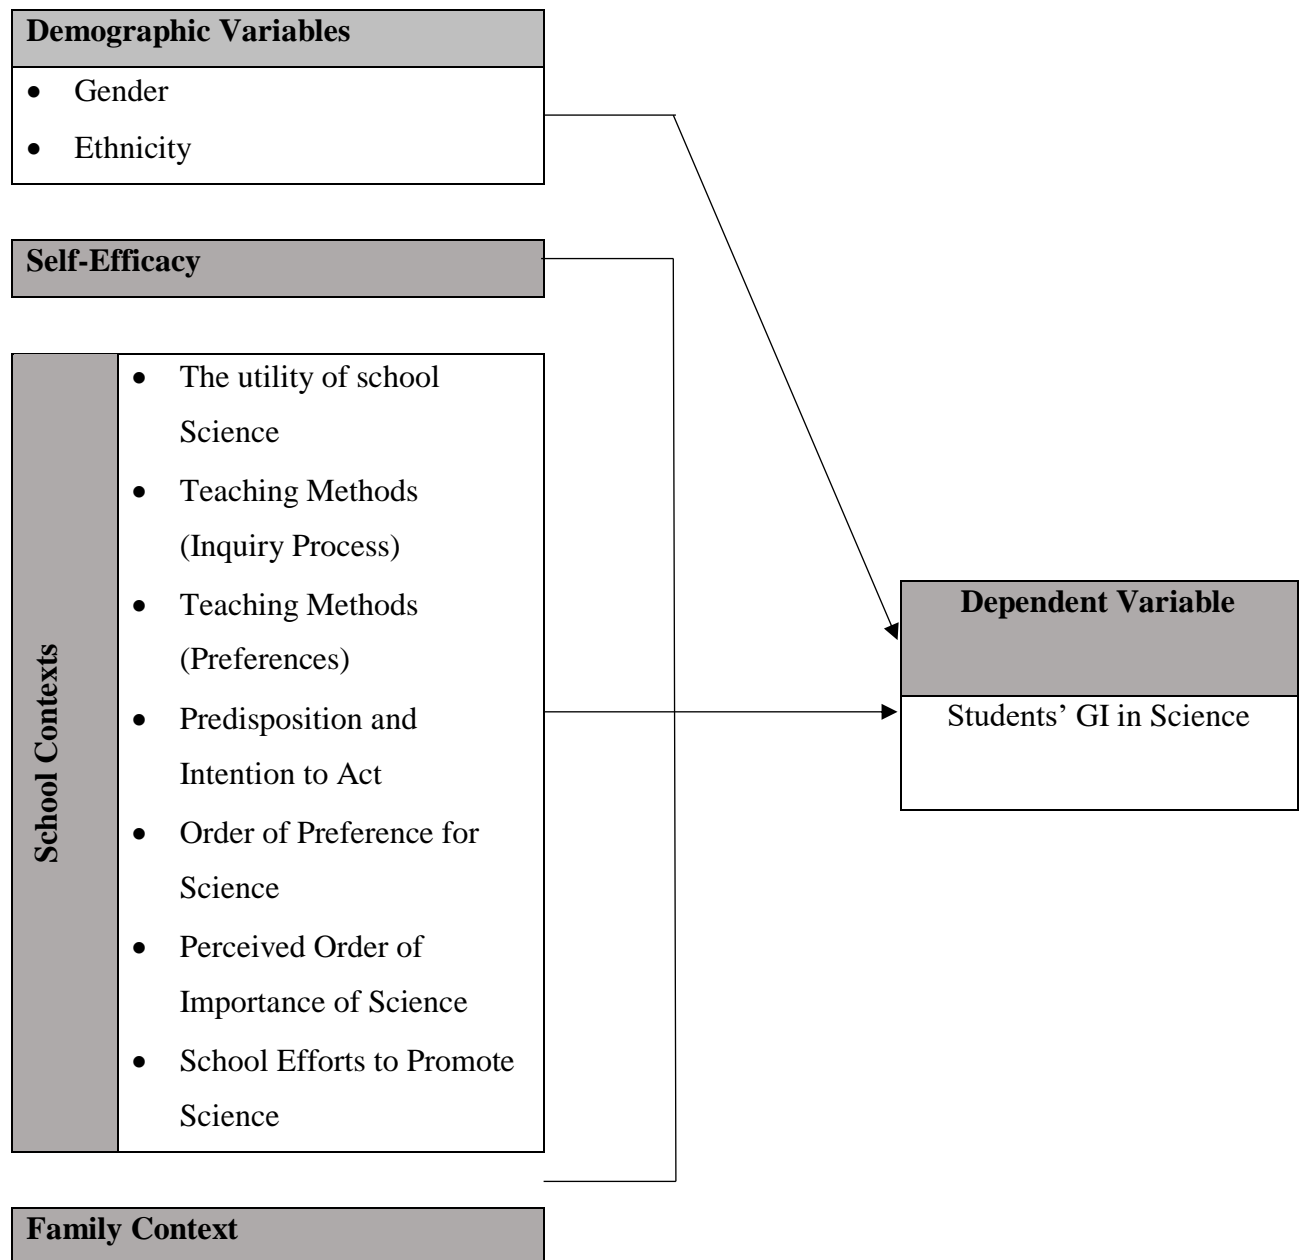 Demographic Variables
• Gender
• Ethnicity
Self-Efficacy
School Contexts
• The utility of school
Science
• Teaching Methods
(Inquiry Process)
• Teaching Methods
(Preferences)
• Predisposition and
Intention to Act
• Order of Preference for
Science
• Perceived Order of
Importance of Science
• School Efforts to Promote
Science
Family Context
Dependent Variable
Students’ GI in Science